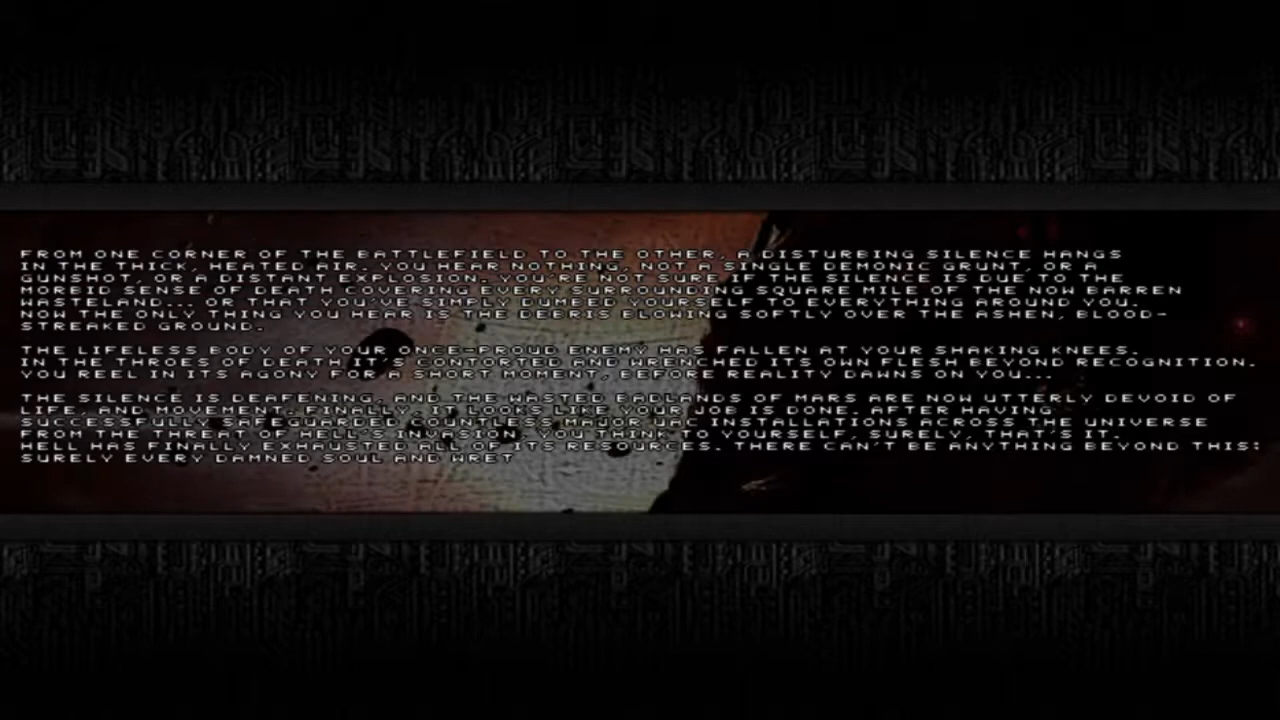 FROM ONE CORNER OF THE BATTLEFIELD TO THE OTHER, A DISTURBING SILENCE HANGS
IN THE THICK, HEATED AIR. YOU HEAR NOTHING, NOT A SINGLE DEMONIC GRUNT, OR A
GUNSHOT, OR A DISTANT EXPLOSION. YOU'RE NOT SURE IF THE SILENCE IS DUE TO THE
MORBID SENSE OF DEATH COVERING EVERY SURROUNDING SQUARE MILE OF THE NOW BARREN
WASTELAND... OR THAT YOU'VE SIMPLY DUMBED YOURSELF TO EVERYTHING AROUND YOU.
NOW THE ONLY THING YOU HEAR IS THE DEBRIS BLOWING SOFTLY OVER THE ASHEN, BLOOD-
STREAKED GROUND.
THE LIFELESS BODY OF YOUR ONCE-PROUD ENEMY HAS FALLEN AT YOUR SHAKING KNEES.
IN THE THROES OF DEATH, IT'S CONTORTED AND WRENCHED ITS OWN FLESH BEYOND RECOGNITION.
YOU REEL IN ITS AGONY FOR A SHORT MOMENT, BEFORE REALITY DAWNS ON YOU...
THE SILENCE IS DEAFENING, AND THE WASTED BADLANDS OF MARS ARE NOW UTTERLY DEVOID OF
LIFE, AND MOVEMENT. FINALLY, IT LOOKS LIKE YOUR JOB IS DONE. AFTER HAVING
SUCCESSFULLY SAFEGUARDED COUNTLESS MAJOR UAC INSTALLATIONS ACROSS THE UNIVERSE
FROM THE THREAT OF HELL'S INVASION, YOU THINK TO YOURSELF, SURELY, THAT'S IT.
HELL HAS FINALLY EXHAUSTED ALL OF ITS RESOURCES. THERE CAN'T BE ANYTHING BEYOND THIS:
SURELY EVERY DAMNED SOUL AND WRET